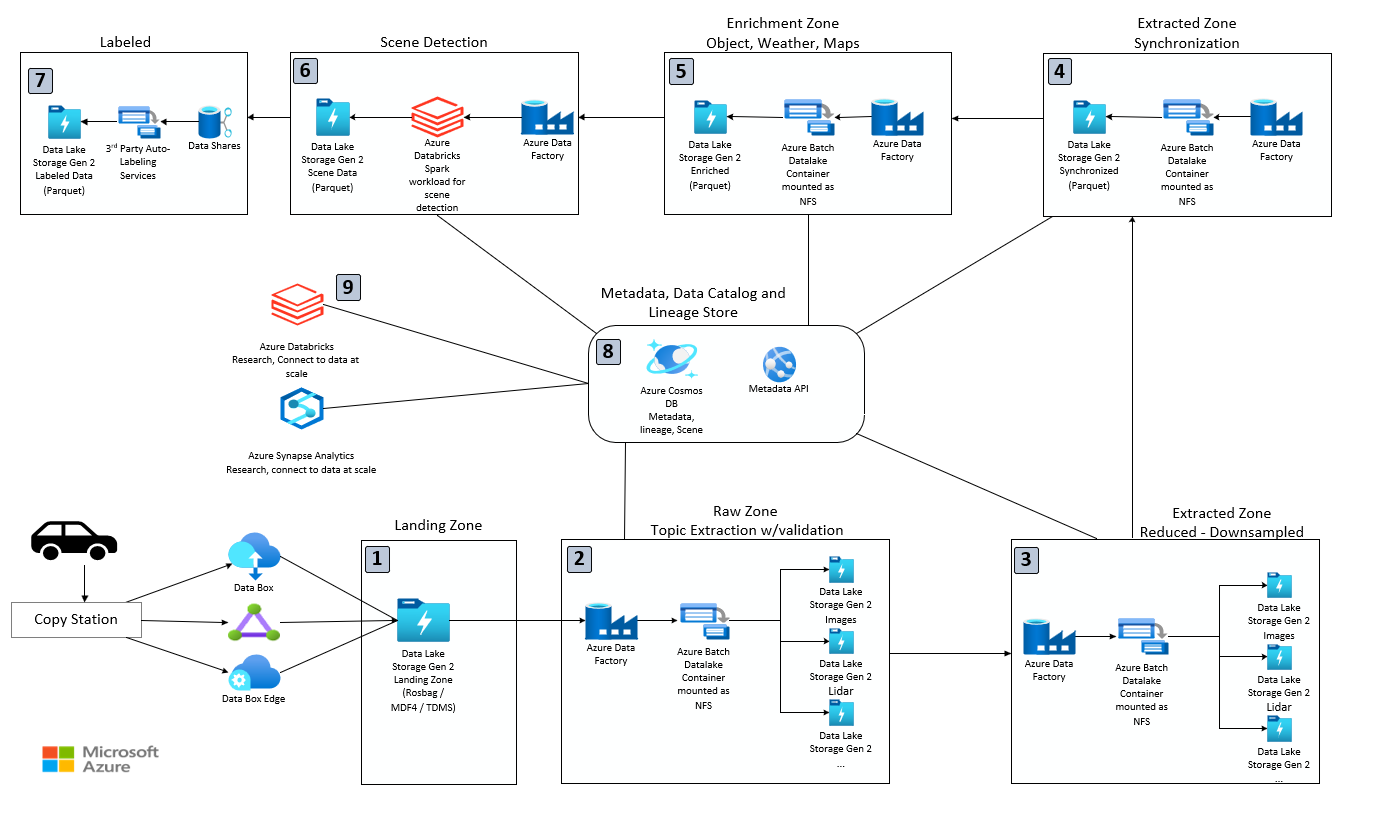 Labeled
7
Data Lake
Storage Gen 2
Labeled Data
(Parquet)
3rd Party Auto-
Labeling
Services
Data Shares
Scene Detection
6
Data Lake
Storage Gen 2
Scene Data
(Parquet)
Azure
Databricks
Spark
workload for
scene
detection
Azure Data
Factory
Enrichment Zone
Object, Weather, Maps
5
Data Lake
Storage Gen 2
Enriched
(Parquet)
Azure Batch
Datalake
Container
mounted as
NFS
Azure Data
Factory
Extracted Zone
Synchronization
4
Data Lake
Storage Gen 2
Synchronized
(Parquet)
Azure Batch
Datalake
Container
mounted as
NFS
Azure Data
Factory
9
Azure Databricks
Research, Connect to data at
scale
Azure Synapse Analytics
Research, connect to data at scale
Metadata, Data Catalog and
Lineage Store
8
Azure Cosmos
DB
Metadata,
lineage, Scene
Metadata API
Copy Station
Data Box
Data Box Edge
Landing Zone
1
Data Lake
Storage Gen 2
Landing Zone
(Rosbag /
MDF4 / TDMS)
Raw Zone
Topic Extraction w/validation
2
Azure Data
Factory
Azure Batch
Datalake
Container
mounted as
NFS
Data Lake
Storage Gen 2
Images
Data Lake
Storage Gen 2
Lidar
Data Lake
Storage Gen 2
...
Extracted Zone
Reduced - Downsampled
3
Azure Data
Factory
Azure Batch
Datalake
Container
mounted as
NFS
Data Lake
Storage Gen 2
Images
Data Lake
Storage Gen 2
Lidar
Data Lake
Storage Gen 2
...
Microsoft
Azure